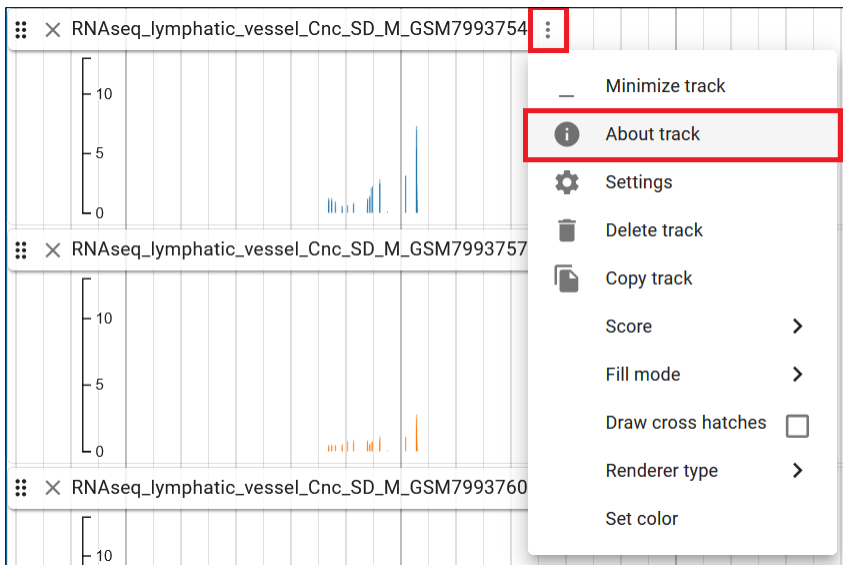 RNAseq_lymphatic_vessel_Cnc_SD_M_GSM7993754
10
5
0
RNAseq_lymphatic_vessel_Cnc_SD_M_GSM7993757
10
5
0
RNAseq_lymphatic_vessel_Cnc_SD_M_GSM7993760
10
Minimize track
About track
Settings
Delete track
Copy track
Score
Fill mode
Draw cross hatches
Renderer type
Set color